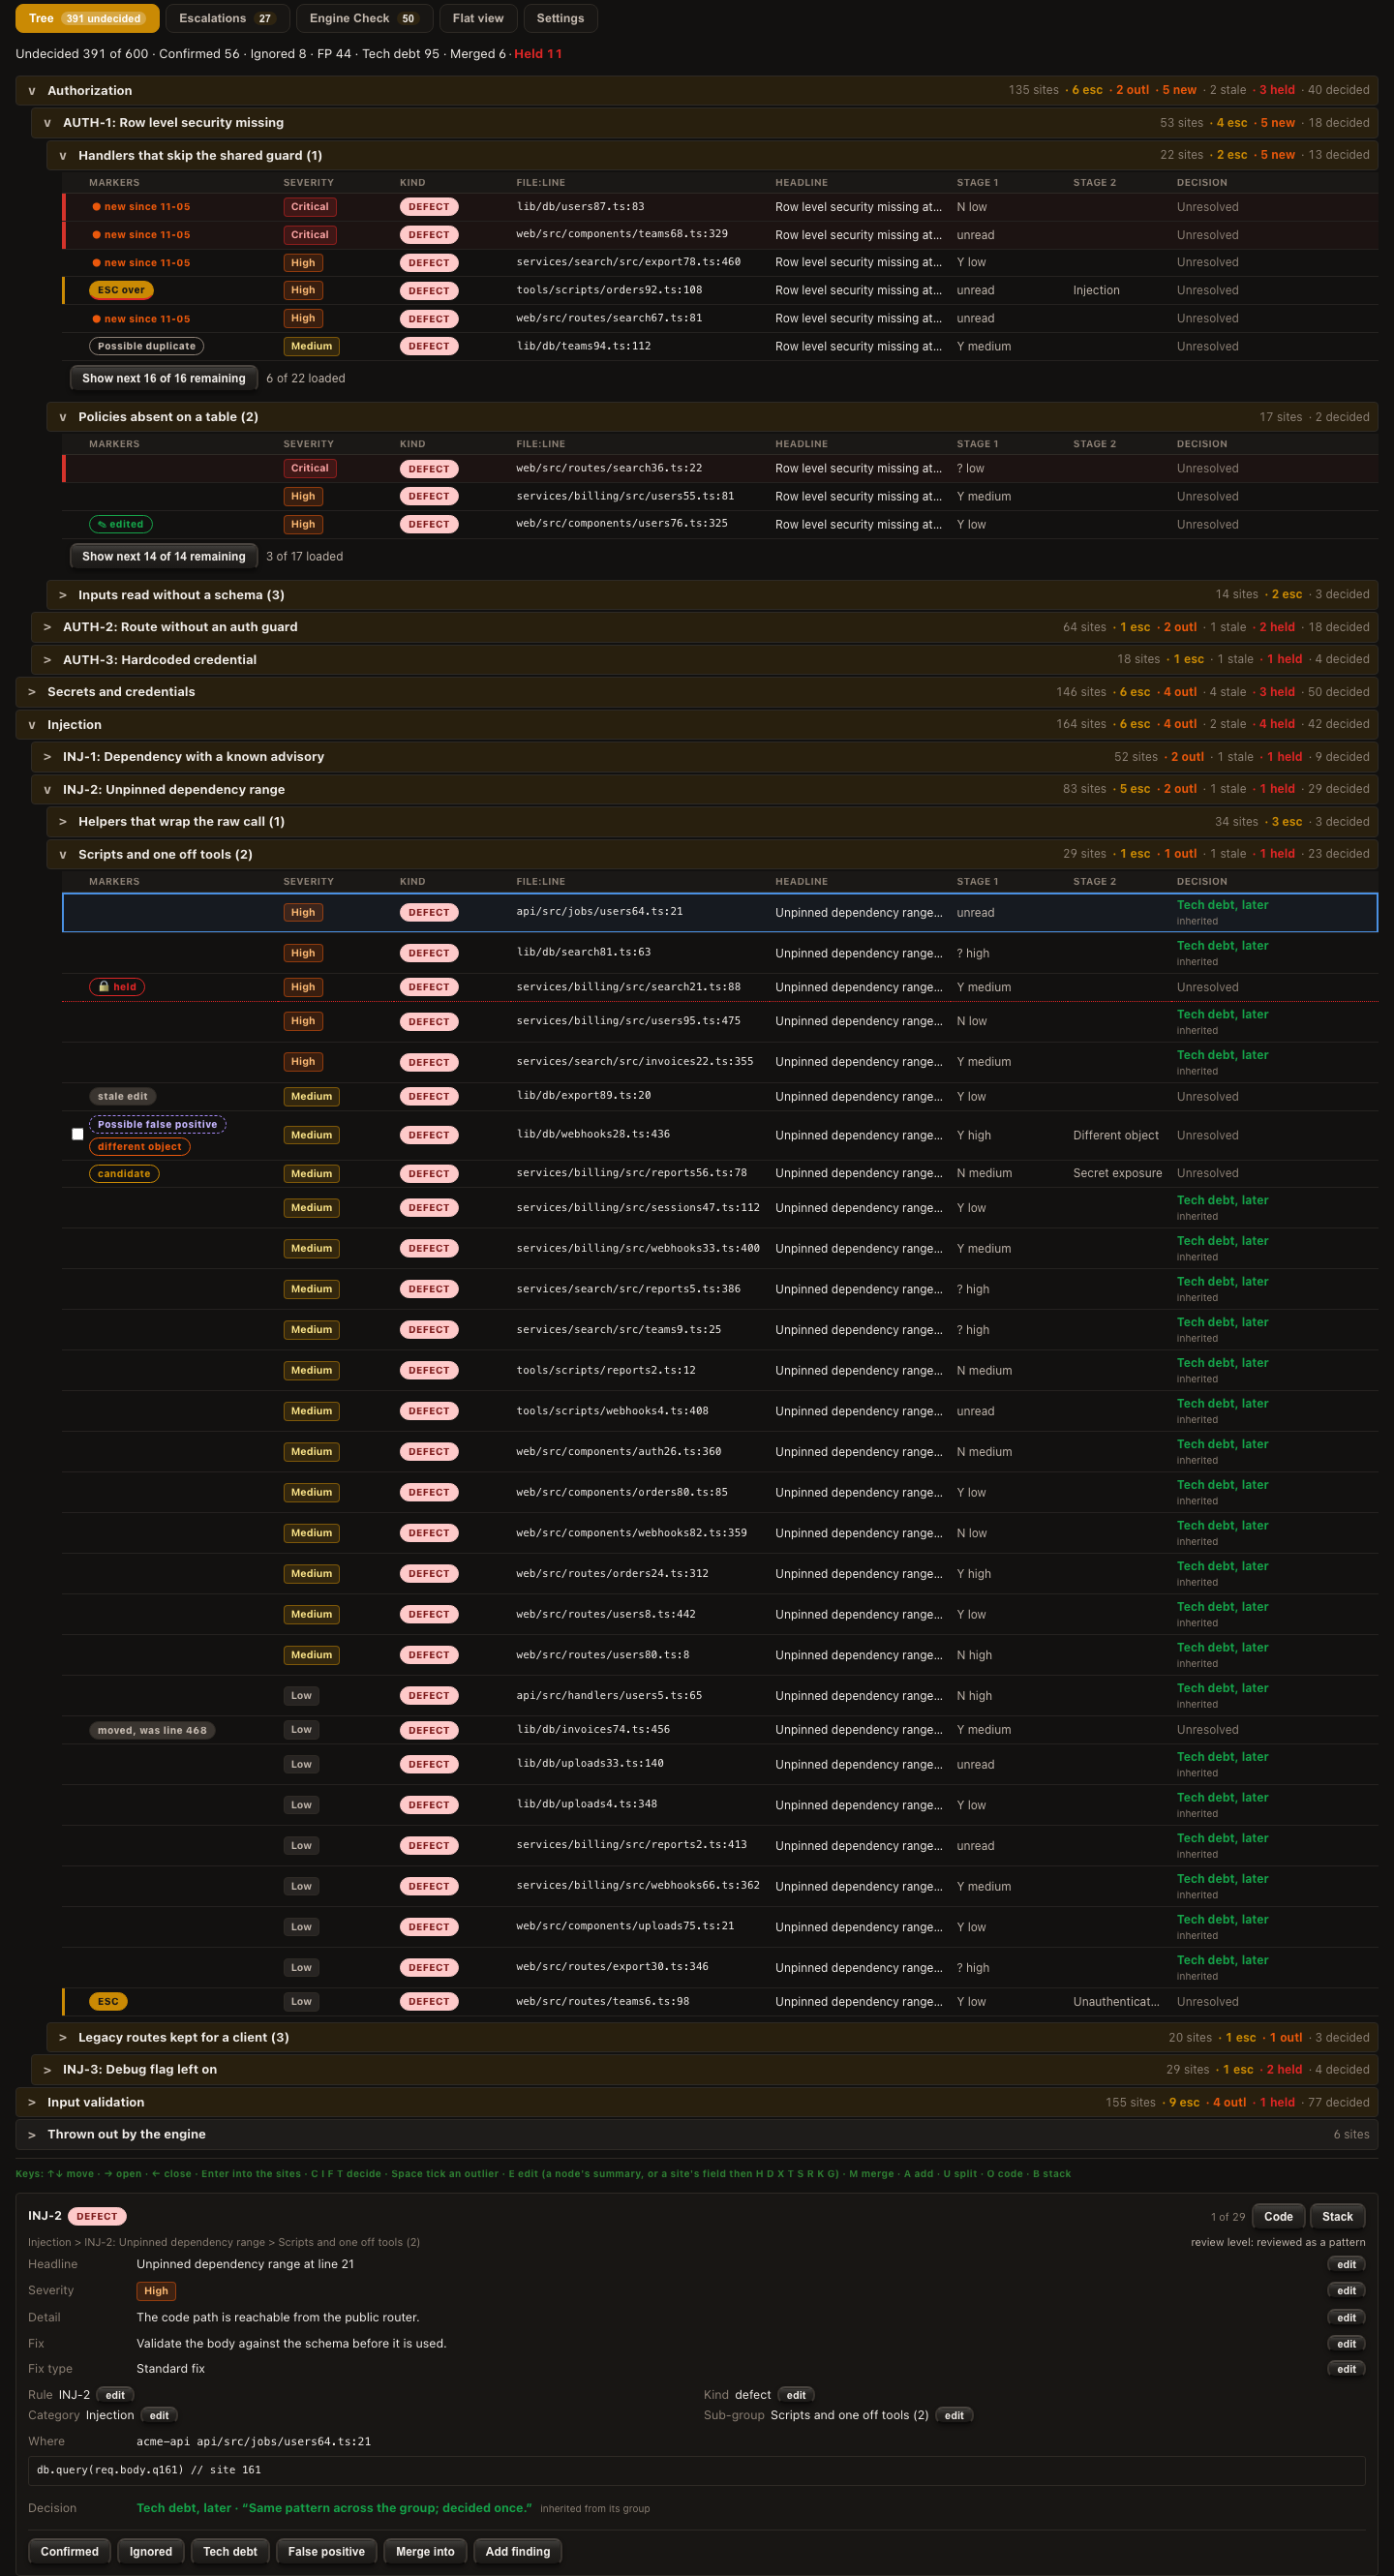 Tree 391 undecided Escalations 27 Engine Check 50 Flat view Settings
Undecided 391 of 600 · Confirmed 56 · Ignored 8 · FP 44 · Tech debt 95 · Merged 6 · Held 11
v Authorization 135 sites · 6 esc · 2 outl · 5 new · 2 stale · 3 held · 40 decided
v AUTH-1: Row level security missing 53 sites · 4 esc · 5 new · 18 decided
v Handlers that skip the shared guard (1) 22 sites · 2 esc · 5 new · 13 decided
MARKERS SEVERITY KIND FILE:LINE HEADLINE STAGE 1 STAGE 2 DECISION
new since 11-05 Critical DEFECT lib/db/users87.ts:83 Row level security missing at… N low Unresolved
new since 11-05 Critical DEFECT web/src/components/teams68.ts:329 Row level security missing at… unread Unresolved
new since 11-05 High DEFECT services/search/src/export78.ts:460 Row level security missing at… Y low Unresolved
ESC over High DEFECT tools/scripts/orders92.ts:108 Row level security missing at… unread Injection Unresolved
new since 11-05 High DEFECT web/src/routes/search67.ts:81 Row level security missing at… unread Unresolved
Possible duplicate Medium DEFECT lib/db/teams94.ts:112 Row level security missing at… Y medium Unresolved
Show next 16 of 16 remaining 6 of 22 loaded
v Policies absent on a table (2) 17 sites · 2 decided
MARKERS SEVERITY KIND FILE:LINE HEADLINE STAGE 1 STAGE 2 DECISION
Critical DEFECT web/src/routes/search36.ts:22 Row level security missing at… ? low Unresolved
High DEFECT services/billing/src/users55.ts:81 Row level security missing at… Y medium Unresolved
✎ edited High DEFECT web/src/components/users76.ts:325 Row level security missing at… Y low Unresolved
Show next 14 of 14 remaining 3 of 17 loaded
> Inputs read without a schema (3) 14 sites · 2 esc · 3 decided
> AUTH-2: Route without an auth guard 64 sites · 1 esc · 2 outl · 1 stale · 2 held · 18 decided
> AUTH-3: Hardcoded credential 18 sites · 1 esc · 1 stale · 1 held · 4 decided
> Secrets and credentials 146 sites · 6 esc · 4 outl · 4 stale · 3 held · 50 decided
v Injection 164 sites · 6 esc · 4 outl · 2 stale · 4 held · 42 decided
> INJ-1: Dependency with a known advisory 52 sites · 2 outl · 1 stale · 1 held · 9 decided
v INJ-2: Unpinned dependency range 83 sites · 5 esc · 2 outl · 1 stale · 1 held · 29 decided
> Helpers that wrap the raw call (1) 34 sites · 3 esc · 3 decided
v Scripts and one off tools (2) 29 sites · 1 esc · 1 outl · 1 stale · 1 held · 23 decided
MARKERS SEVERITY KIND FILE:LINE HEADLINE STAGE 1 STAGE 2 DECISION
High DEFECT api/src/jobs/users64.ts:21 Unpinned dependency range… unread Tech debt, later
inherited
High DEFECT lib/db/search81.ts:63 Unpinned dependency range… ? high Tech debt, later
inherited
🔒 held High DEFECT services/billing/src/search21.ts:88 Unpinned dependency range… Y medium Unresolved
High DEFECT services/billing/src/users95.ts:475 Unpinned dependency range… N low Tech debt, later
inherited
High DEFECT services/search/src/invoices22.ts:355 Unpinned dependency range… Y medium Tech debt, later
inherited
stale edit Medium DEFECT lib/db/export89.ts:20 Unpinned dependency range… Y low Unresolved
Possible false positive
different object Medium DEFECT lib/db/webhooks28.ts:436 Unpinned dependency range… Y high Different object Unresolved
candidate Medium DEFECT services/billing/src/reports56.ts:78 Unpinned dependency range… N medium Secret exposure Unresolved
Medium DEFECT services/billing/src/sessions47.ts:112 Unpinned dependency range… Y low Tech debt, later
inherited
Medium DEFECT services/billing/src/webhooks33.ts:400 Unpinned dependency range… Y medium Tech debt, later
inherited
Medium DEFECT services/search/src/reports5.ts:386 Unpinned dependency range… ? high Tech debt, later
inherited
Medium DEFECT services/search/src/teams9.ts:25 Unpinned dependency range… ? high Tech debt, later
inherited
Medium DEFECT tools/scripts/reports2.ts:12 Unpinned dependency range… N medium Tech debt, later
inherited
Medium DEFECT tools/scripts/webhooks4.ts:408 Unpinned dependency range… unread Tech debt, later
inherited
Medium DEFECT web/src/components/auth26.ts:360 Unpinned dependency range… N medium Tech debt, later
inherited
Medium DEFECT web/src/components/orders80.ts:85 Unpinned dependency range… Y low Tech debt, later
inherited
Medium DEFECT web/src/components/webhooks82.ts:359 Unpinned dependency range… N low Tech debt, later
inherited
Medium DEFECT web/src/routes/orders24.ts:312 Unpinned dependency range… Y high Tech debt, later
inherited
Medium DEFECT web/src/routes/users8.ts:442 Unpinned dependency range… Y low Tech debt, later
inherited
Medium DEFECT web/src/routes/users80.ts:8 Unpinned dependency range… N high Tech debt, later
inherited
Low DEFECT api/src/handlers/users5.ts:65 Unpinned dependency range… N high Tech debt, later
inherited
moved, was line 468 Low DEFECT lib/db/invoices74.ts:456 Unpinned dependency range… Y medium Unresolved
Low DEFECT lib/db/uploads33.ts:140 Unpinned dependency range… unread Tech debt, later
inherited
Low DEFECT lib/db/uploads4.ts:348 Unpinned dependency range… Y low Tech debt, later
inherited
Low DEFECT services/billing/src/reports2.ts:413 Unpinned dependency range… unread Tech debt, later
inherited
Low DEFECT services/billing/src/webhooks66.ts:362 Unpinned dependency range… Y medium Tech debt, later
inherited
Low DEFECT web/src/components/uploads75.ts:21 Unpinned dependency range… Y low Tech debt, later
inherited
Low DEFECT web/src/routes/export30.ts:346 Unpinned dependency range… ? high Tech debt, later
inherited
ESC Low DEFECT web/src/routes/teams6.ts:98 Unpinned dependency range… Y low Unauthenticat… Unresolved
> Legacy routes kept for a client (3) 20 sites · 1 esc · 1 outl · 3 decided
> INJ-3: Debug flag left on 29 sites · 1 esc · 2 held · 4 decided
> Input validation 155 sites · 9 esc · 4 outl · 1 held · 77 decided
> Thrown out by the engine 6 sites
Keys: ↑↓ move · → open · ← close · Enter into the sites · C I F T decide · Space tick an outlier · E edit (a node's summary, or a site's field then H D X T S R K G) · M merge · A add · U split · O code · B stack
INJ-2 DEFECT 1 of 29 Code Stack
Injection > INJ-2: Unpinned dependency range > Scripts and one off tools (2) review level: reviewed as a pattern
Headline Unpinned dependency range at line 21 edit
Severity High edit
Detail The code path is reachable from the public router. edit
Fix Validate the body against the schema before it is used. edit
Fix type Standard fix edit
Rule INJ-2 edit Kind defect edit
Category Injection edit Sub-group Scripts and one off tools (2) edit
Where acme-api api/src/jobs/users64.ts:21
db.query(req.body.q161) // site 161
Decision Tech debt, later · “Same pattern across the group; decided once.” inherited from its group
Confirmed Ignored Tech debt False positive Merge into Add finding